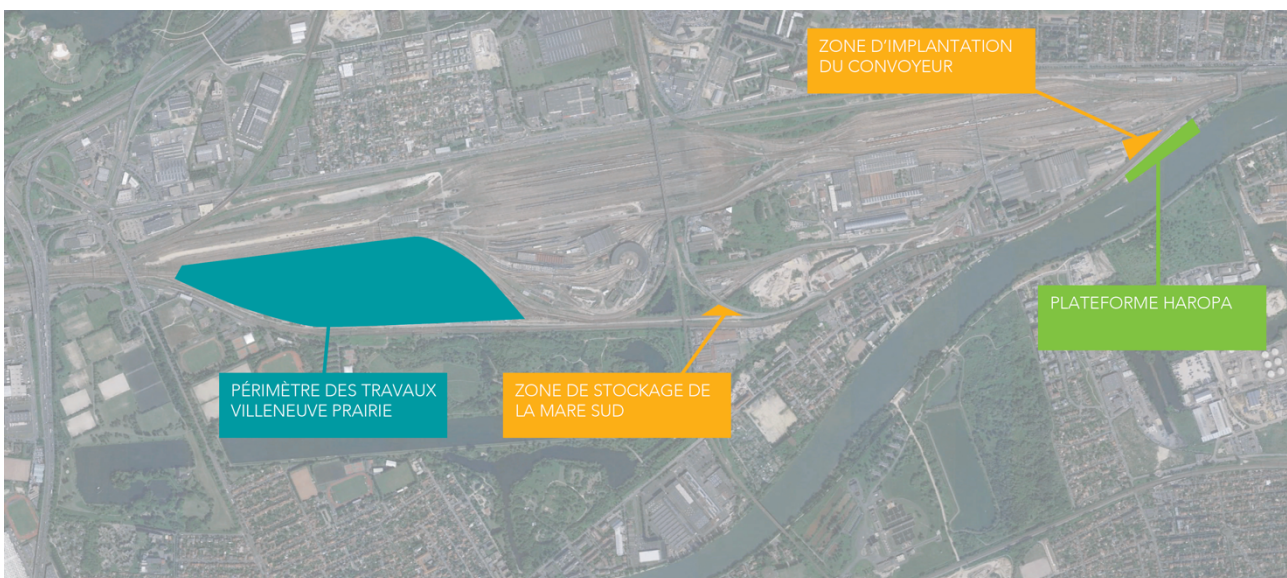 ZONE D'IMPLANTATION
DU CONVOYEUR
PLATEFORME HAROPA
PÉRIMÈTRE DES TRAVAUX
VILLENEUVE PRAIRIE
ZONE DE STOCKAGE DE
LA MARE SUD